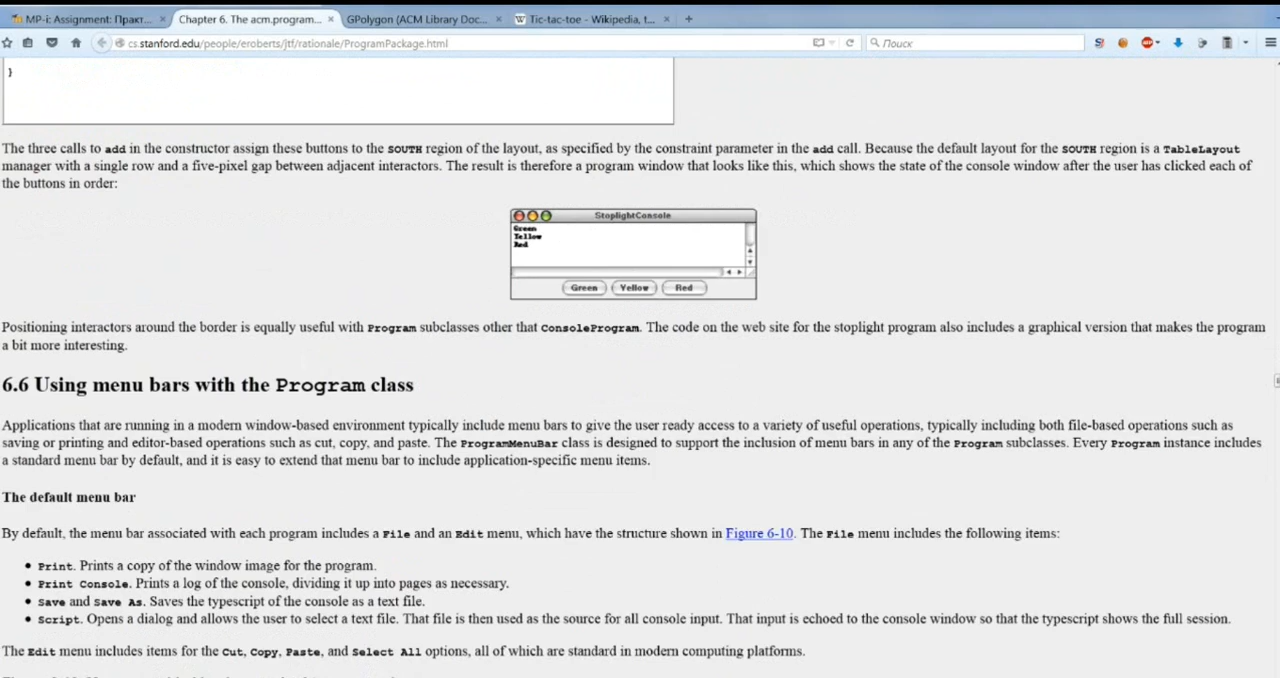 MP-i: Assignment: Практ...
Chapter 6. The acm.program...
GPolygon (ACM Library Doc...
Tic-tac-toe - Wikipedia, t...
cs.stanford.edu/people/eroberts/jtf/rationale/ProgramPackage.html
Поиск
}
The three calls to add in the constructor assign these buttons to the SOUTH region of the layout, as specified by the constraint parameter in the add call. Because the default layout for the SOUTH region is a TableLayout
manager with a single row and a five-pixel gap between adjacent interactors. The result is therefore a program window that looks like this, which shows the state of the console window after the user has clicked each of
the buttons in order:
StoplightConsole
Green
Yellow
Red
Green Yellow Red
Positioning interactors around the border is equally useful with Program subclasses other that ConsoleProgram. The code on the web site for the stoplight program also includes a graphical version that makes the program
a bit more interesting.
6.6 Using menu bars with the Program class
Applications that are running in a modern window-based environment typically include menu bars to give the user ready access to a variety of useful operations, typically including both file-based operations such as
saving or printing and editor-based operations such as cut, copy, and paste. The ProgramMenuBar class is designed to support the inclusion of menu bars in any of the Program subclasses. Every Program instance includes
a standard menu bar by default, and it is easy to extend that menu bar to include application-specific menu items.
The default menu bar
By default, the menu bar associated with each program includes a File and an Edit menu, which have the structure shown in Figure 6-10. The File menu includes the following items:
• Print. Prints a copy of the window image for the program.
• Print Console. Prints a log of the console, dividing it up into pages as necessary.
• Save and Save As. Saves the typescript of the console as a text file.
• Script. Opens a dialog and allows the user to select a text file. That file is then used as the source for all console input. That input is echoed to the console window so that the typescript shows the full session.
The Edit menu includes items for the Cut, Copy, Paste, and Select All options, all of which are standard in modern computing platforms.